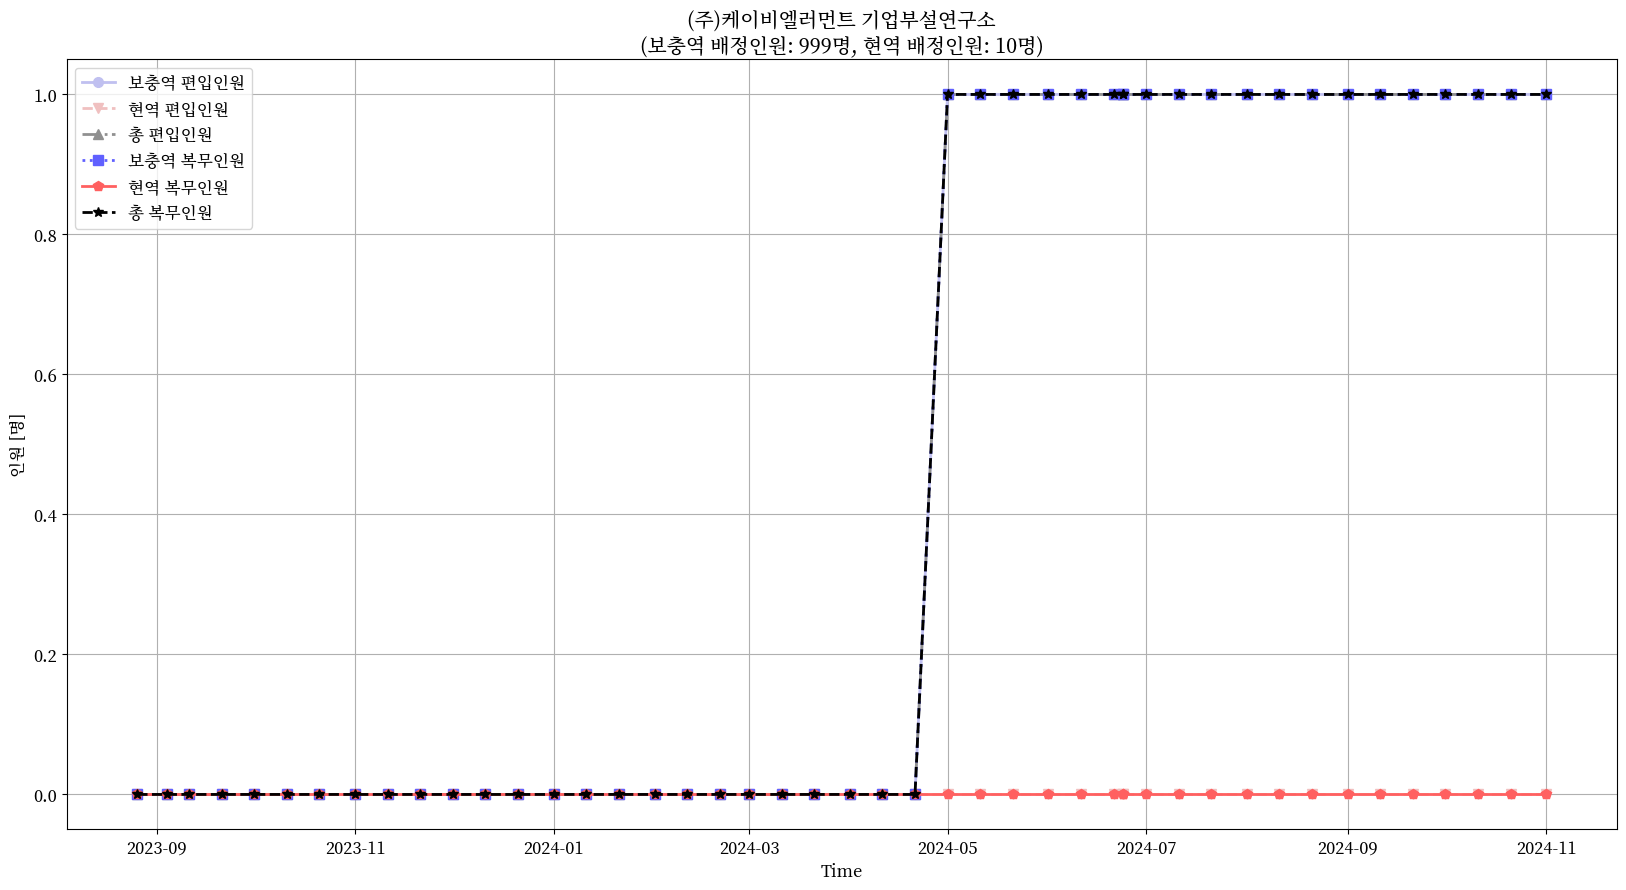 (주)케이비엘러먼트 기업부설연구소
(보충역 배정인원: 999명, 현역 배정인원: 10명)
보충역 편입인원
현역 편입인원
총 편입인원
보충역 복무인원
현역 복무인원
총 복무인원
1.0
0.8
0.6
0.4
0.2
0.0
인원 [명]
2023-09
2023-11
2024-01
2024-03
2024-05
2024-07
2024-09
2024-11
Time